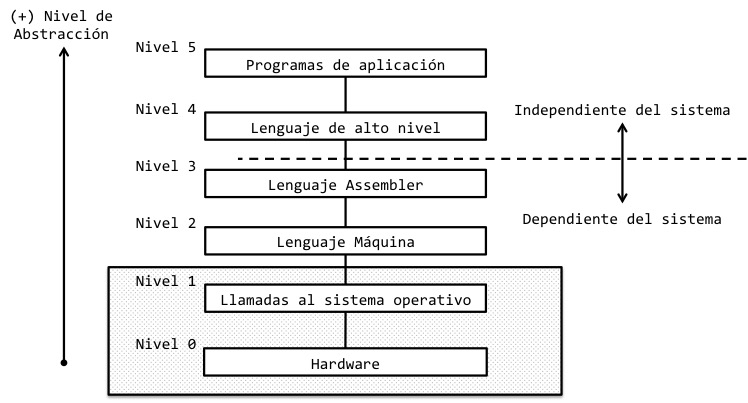 (+) Nivel de
Abstracción
Nivel 5
Programas de aplicación
Nivel 4
Lenguaje de alto nivel
Independiente del sistema
Nivel 3
Lenguaje Assembler
Dependiente del sistema
Nivel 2
Lenguaje Máquina
Nivel 1
Llamadas al sistema operativo
Nivel 0
Hardware